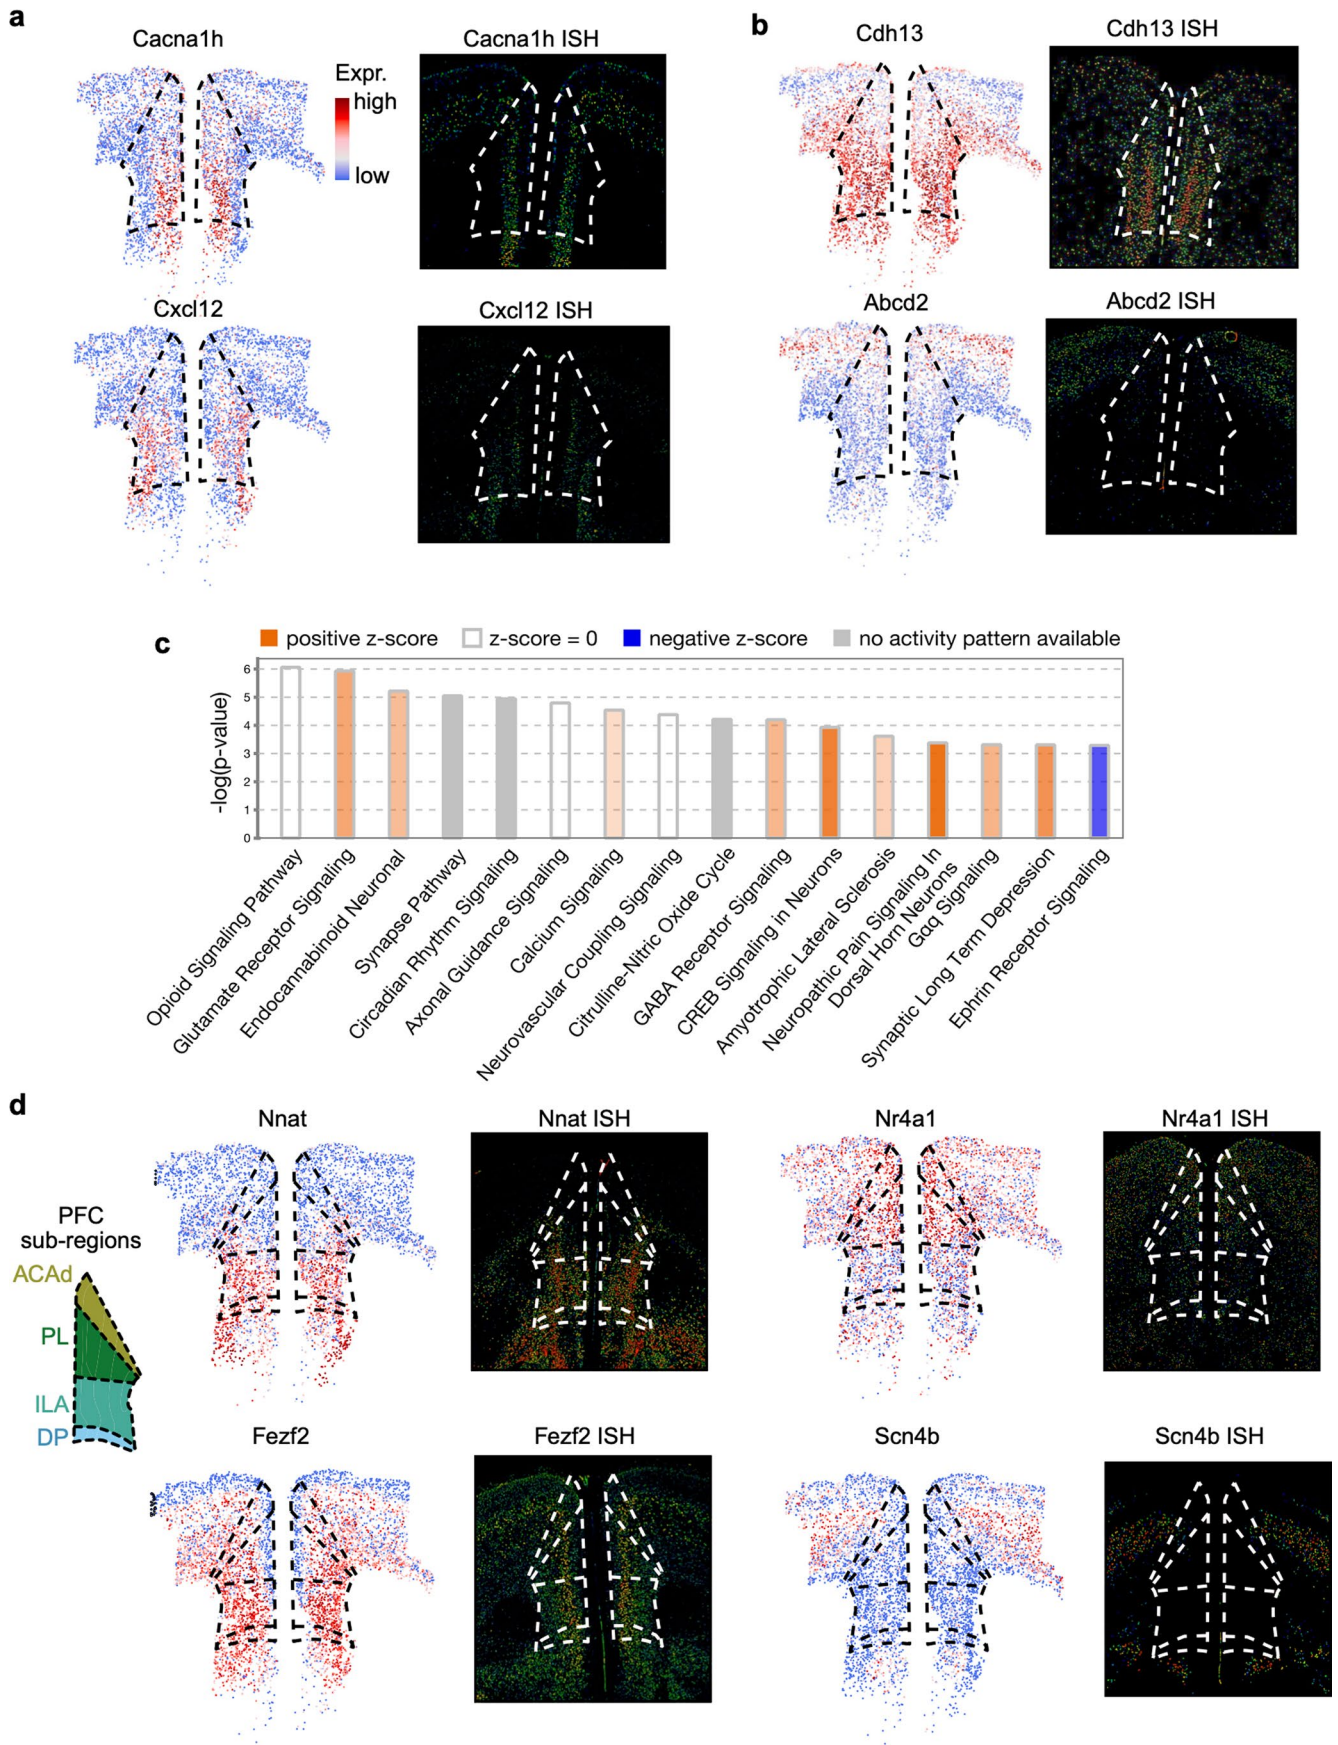 a
Cacna1h
Cacna1h ISH
Expr.
high
low
Cxcl12
Cxcl12 ISH
b
Cdh13
Cdh13 ISH
Abcd2
Abcd2 ISH
c
positive z-score
z-score = 0
negative z-score
no activity pattern available
-log(p-value)
6
5
4
3
2
1
0
Opioid Signaling Pathway
Glutamate Receptor Signaling
Endocannabinoid Neuronal
Synapse Pathway
Circadian Rhythm Signaling
Axonal Guidance Signaling
Calcium Signaling
Neurovascular Coupling Signaling
Citrulline-Nitric Oxide Cycle
GABA Receptor Signaling
CREB Signaling in Neurons
Amyotrophic Lateral Sclerosis
Neuropathic Pain Signaling In
Dorsal Horn Neurons
Gαq Signaling
Synaptic Long Term Depression
Ephrin Receptor Signaling
d
PFC
sub-regions
ACAd
PL
ILA
DP
Nnat
Nnat ISH
Nr4a1
Nr4a1 ISH
Fezf2
Fezf2 ISH
Scn4b
Scn4b ISH